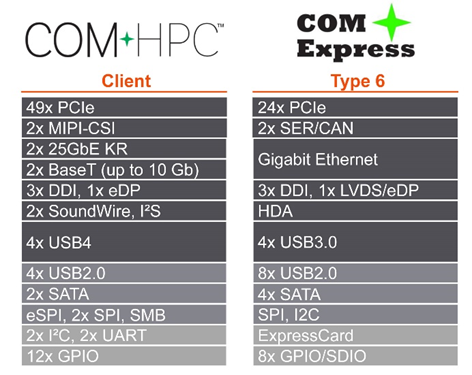 COM HPC™
Client
49x PCIe
2x MIPI-CSI
2x 25GbE KR
2x BaseT (up to 10 Gb)
3x DDI, 1x eDP
2x SoundWire, I²S
4x USB4
4x USB2.0
2x SATA
eSPI, 2x SPI, SMB
2x I²C, 2x UART
12x GPIO
COM
Express
Type 6
24x PCIe
2x SER/CAN
Gigabit Ethernet
3x DDI, 1x LVDS/eDP
HDA
4x USB3.0
8x USB2.0
4x SATA
SPI, I2C
ExpressCard
8x GPIO/SDIO